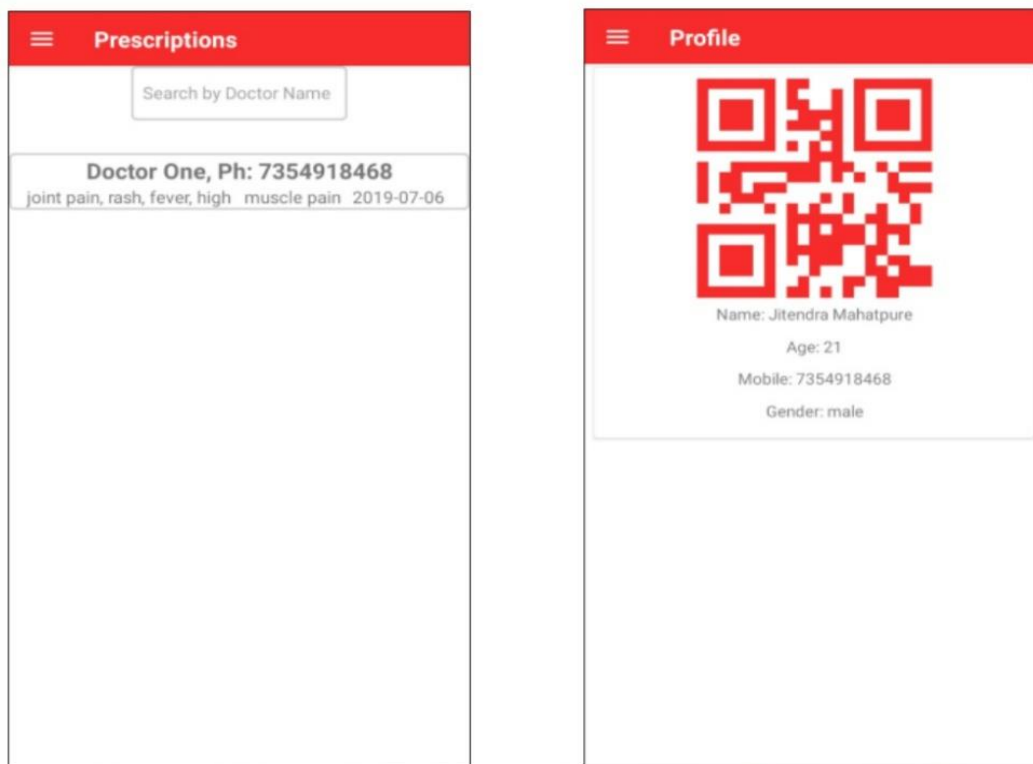 Prescriptions
Search by Doctor Name
Doctor One, Ph: 7354918468
joint pain, rash, fever, high muscle pain 2019-07-06
Profile
Name: Jitendra Mahatpure
Age: 21
Mobile: 7354918468
Gender: male